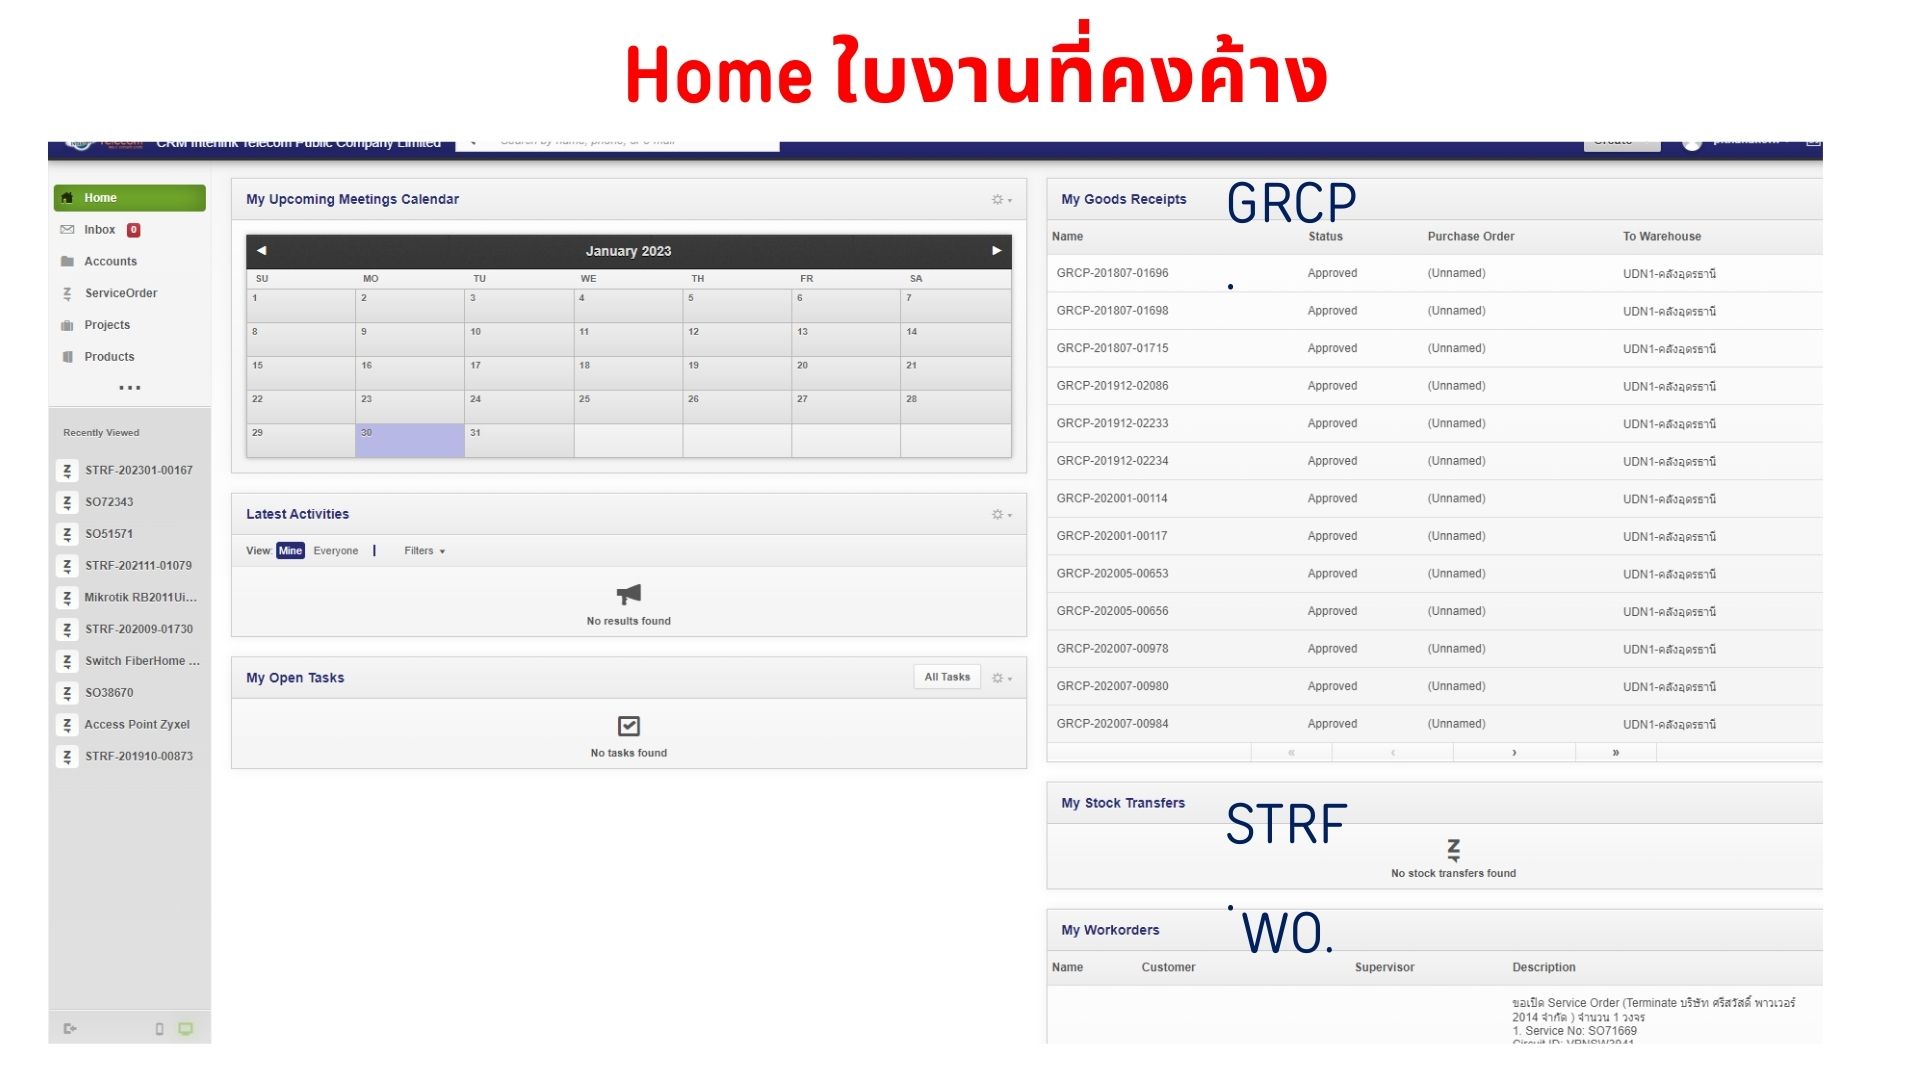 Home ใบงานที่คงค้าง
CRM Interlink Telecom Public Company Limited
Search by name, phone, or e-mail
Create
Home
Inbox 0
Accounts
ServiceOrder
Projects
Products
Recently Viewed
STRF-202301-00167
SO72343
SO51571
STRF-202111-01079
Mikrotik RB2011Ui...
STRF-202009-01730
Switch FiberHome ...
SO38670
Access Point Zyxel
STRF-201910-00873
My Upcoming Meetings Calendar
January 2023
SU MO TU WE TH FR SA
1 2 3 4 5 6 7
8 9 10 11 12 13 14
15 16 17 18 19 20 21
22 23 24 25 26 27 28
29 30 31
Latest Activities
View: Mine Everyone | Filters
No results found
My Open Tasks All Tasks
No tasks found
My Goods Receipts
GRCP
.
Name Status Purchase Order To Warehouse
GRCP-201807-01696 Approved (Unnamed) UDN1-คลังอุดรธานี
GRCP-201807-01698 Approved (Unnamed) UDN1-คลังอุดรธานี
GRCP-201807-01715 Approved (Unnamed) UDN1-คลังอุดรธานี
GRCP-201912-02086 Approved (Unnamed) UDN1-คลังอุดรธานี
GRCP-201912-02233 Approved (Unnamed) UDN1-คลังอุดรธานี
GRCP-201912-02234 Approved (Unnamed) UDN1-คลังอุดรธานี
GRCP-202001-00114 Approved (Unnamed) UDN1-คลังอุดรธานี
GRCP-202001-00117 Approved (Unnamed) UDN1-คลังอุดรธานี
GRCP-202005-00653 Approved (Unnamed) UDN1-คลังอุดรธานี
GRCP-202005-00656 Approved (Unnamed) UDN1-คลังอุดรธานี
GRCP-202007-00978 Approved (Unnamed) UDN1-คลังอุดรธานี
GRCP-202007-00980 Approved (Unnamed) UDN1-คลังอุดรธานี
GRCP-202007-00984 Approved (Unnamed) UDN1-คลังอุดรธานี
« ‹ › »
My Stock Transfers
STRF
.
No stock transfers found
My Workorders
WO.
Name Customer Supervisor Description
ขอเปิด Service Order (Terminate บริษัท ศรีสวัสดิ์ พาวเวอร์
2014 จำกัด ) จำนวน 1 วงจร
1. Service No: SO71669
Circuit ID: VPNSW3941